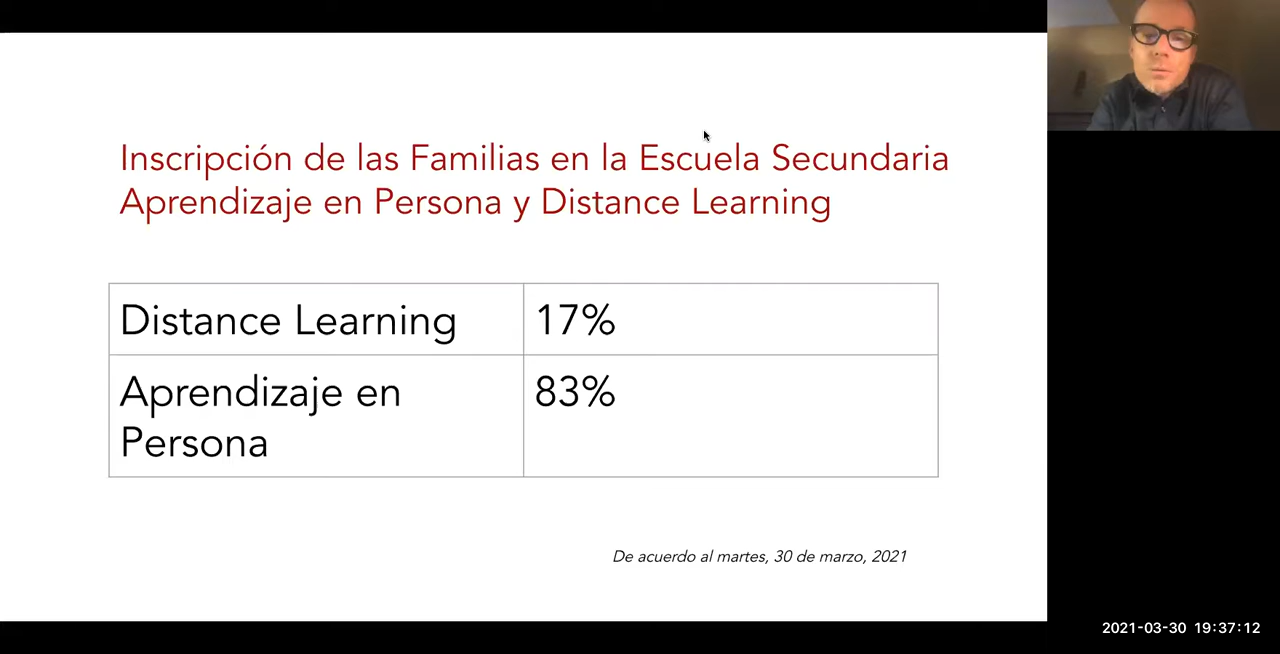 Inscripción de las Familias en la Escuela Secundaria
Aprendizaje en Persona y Distance Learning
Distance Learning 17%
Aprendizaje en 83%
Persona
De acuerdo al martes, 30 de marzo, 2021
2021-03-30 19:37:12